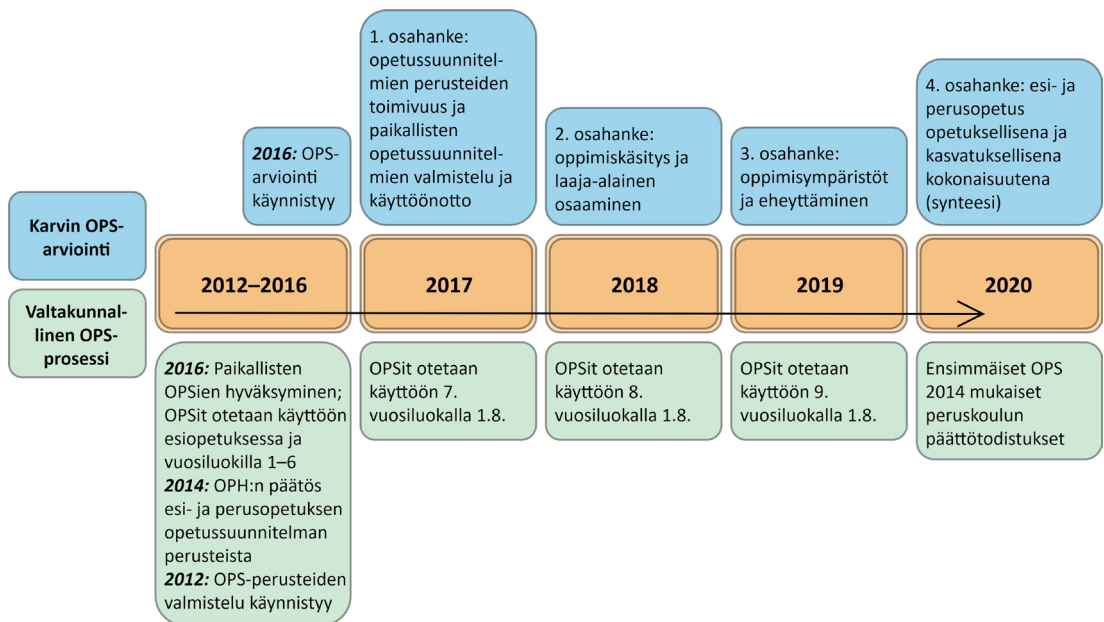 Karvin OPS-
arviointi
Valtakunnal-
linen OPS-
prosessi
2016: OPS-
arviointi
käynnistyy
1. osahanke:
opetussuunnitel-
mien perusteiden
toimivuus ja
paikallisten
opetussuunnitel-
mien valmistelu ja
käyttöönotto
2. osahanke:
oppimiskäsitys ja
laaja-alainen
osaaminen
3. osahanke:
oppimisympäristöt
ja eheyttäminen
4. osahanke: esi- ja
perusopetus
opetuksellisena ja
kasvatuksellisena
kokonaisuutena
(synteesi)
2012–2016
2017
2018
2019
2020
2016: Paikallisten
OPSien hyväksyminen;
OPSit otetaan käyttöön
esiopetuksessa ja
vuosiluokilla 1–6
2014: OPH:n päätös
esi- ja perusopetuksen
opetussuunnitelman
perusteista
2012: OPS-perusteiden
valmistelu käynnistyy
OPSit otetaan
käyttöön 7.
vuosiluokalla 1.8.
OPSit otetaan
käyttöön 8.
vuosiluokalla 1.8.
OPSit otetaan
käyttöön 9.
vuosiluokalla 1.8.
Ensimmäiset OPS
2014 mukaiset
peruskoulun
päättötodistukset